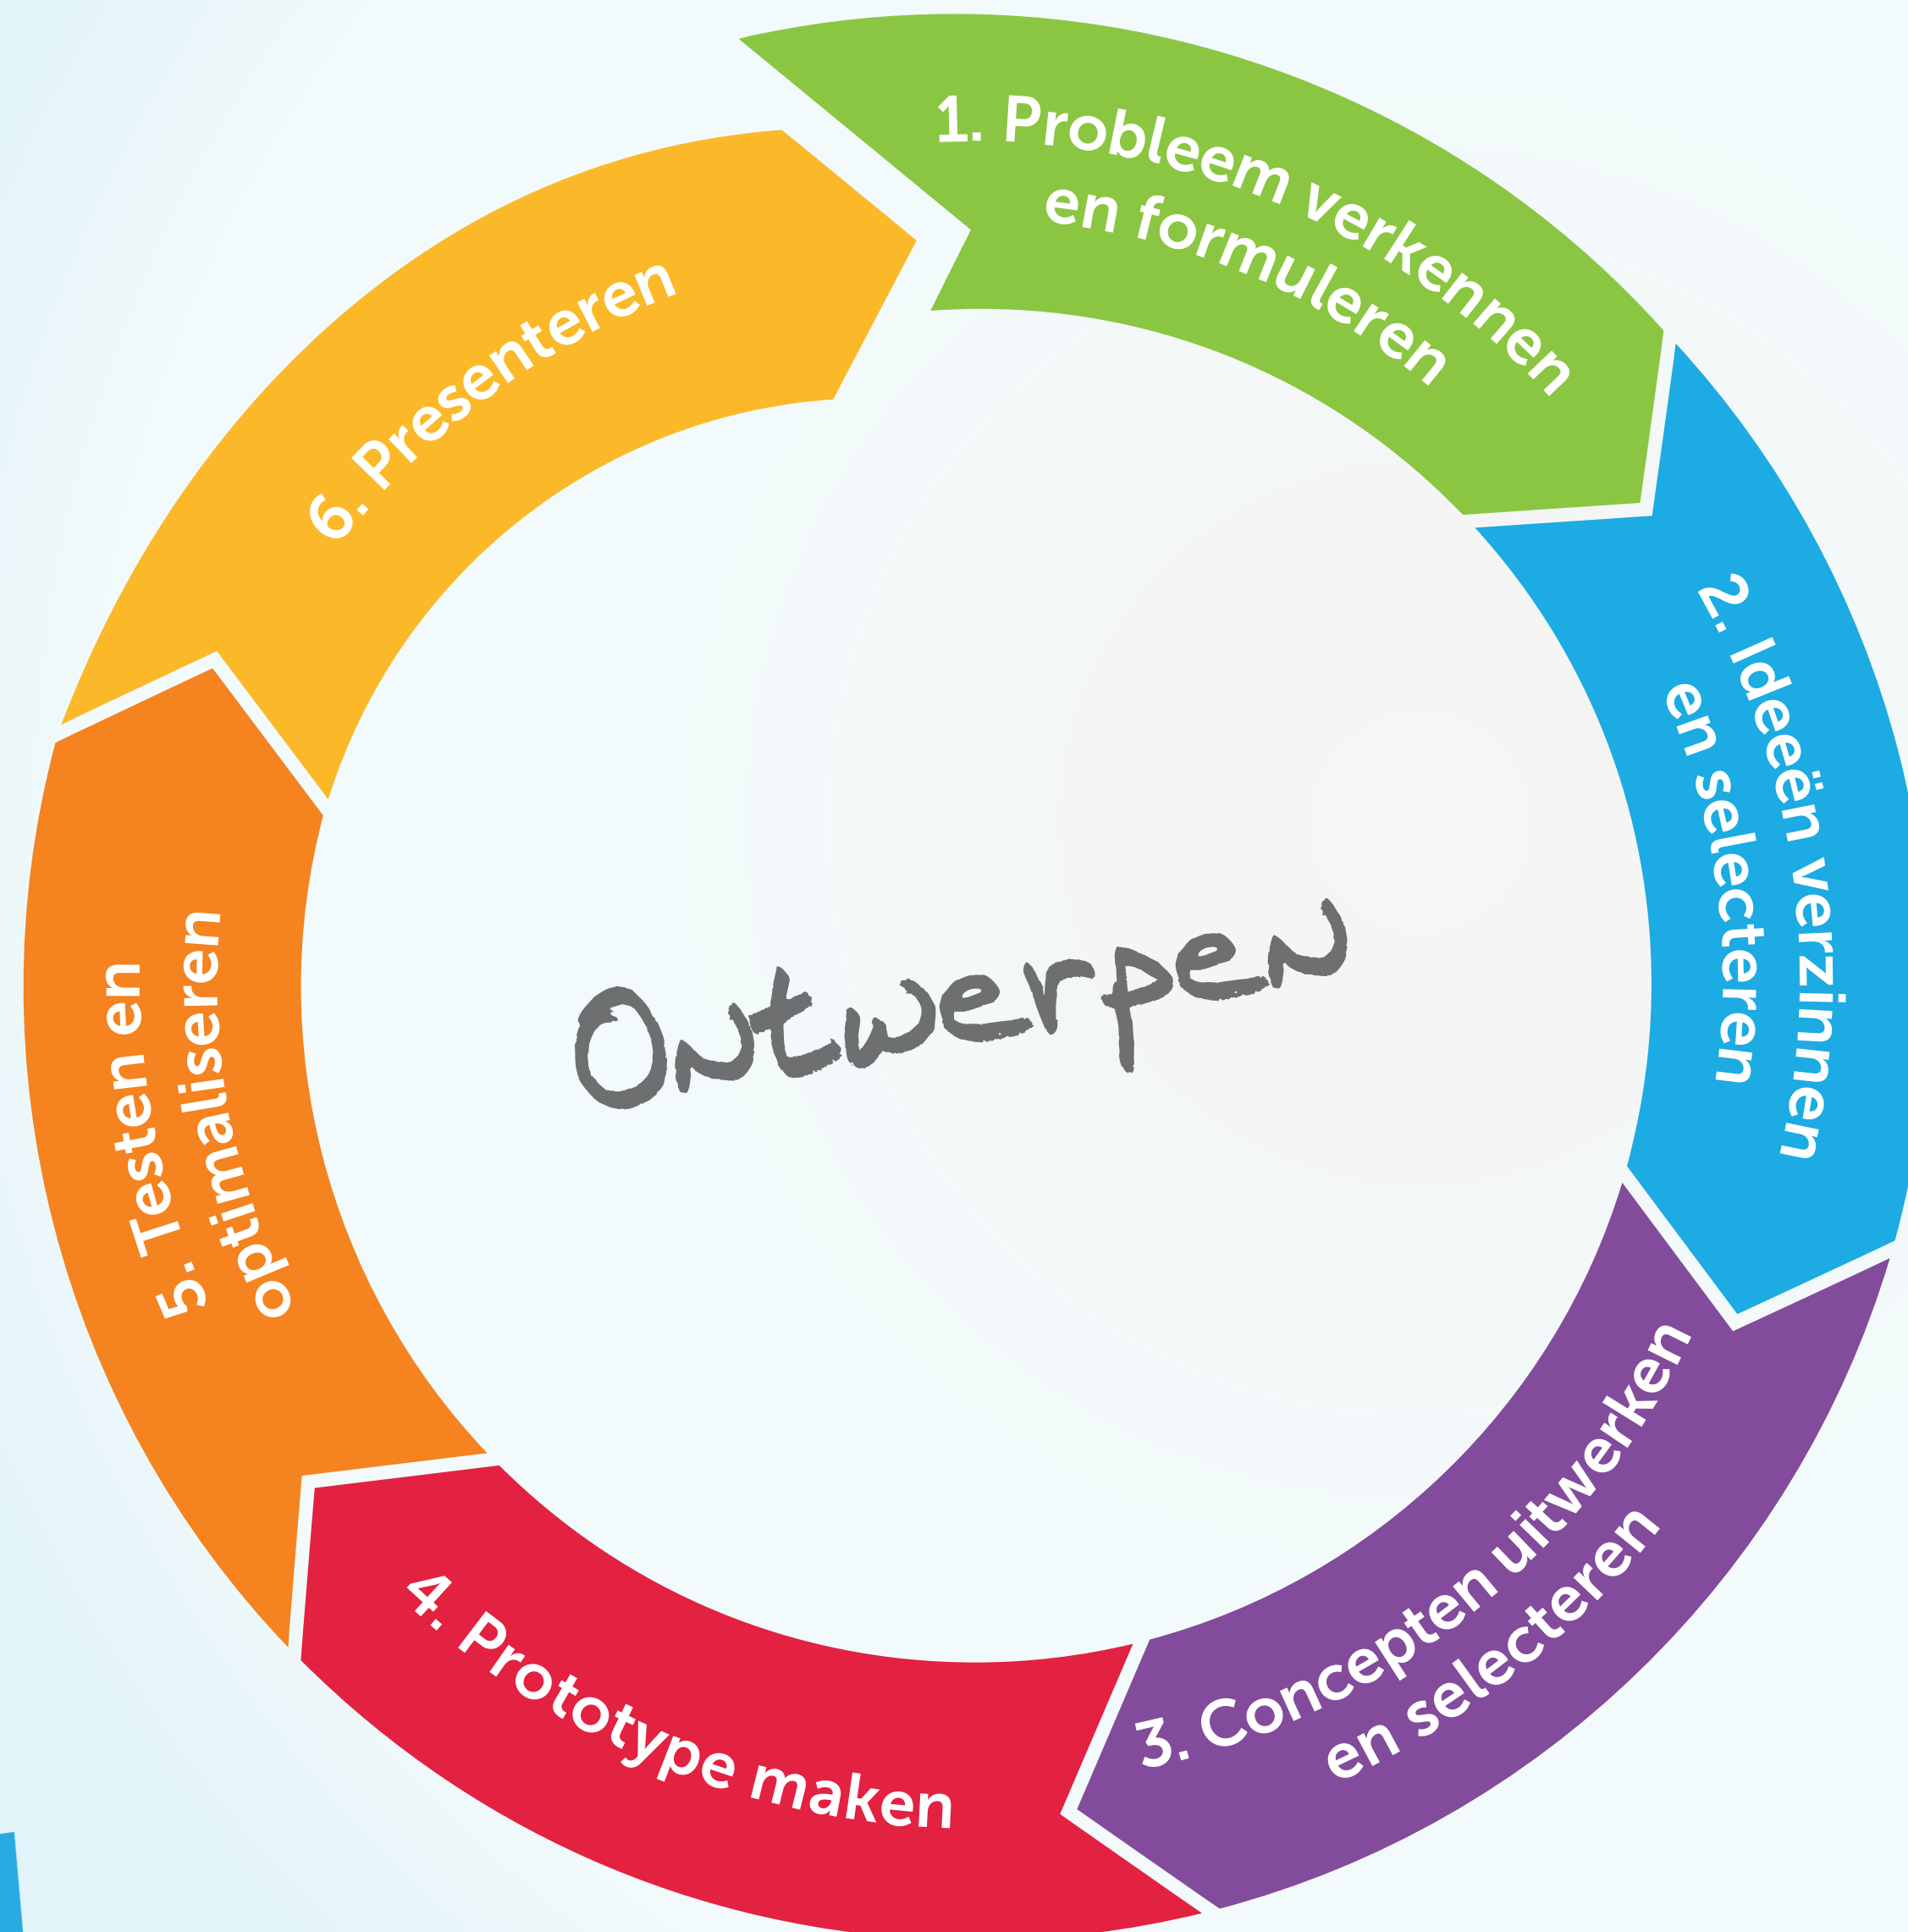 1. Probleem verkennen
en formuleren
2. Ideeën verzinnen
en selecteren
3. Concepten uitwerken
en selecteren
4. Prototype maken
5. Testen en
optimaliseren
6. Presenteren
Ontwerpen